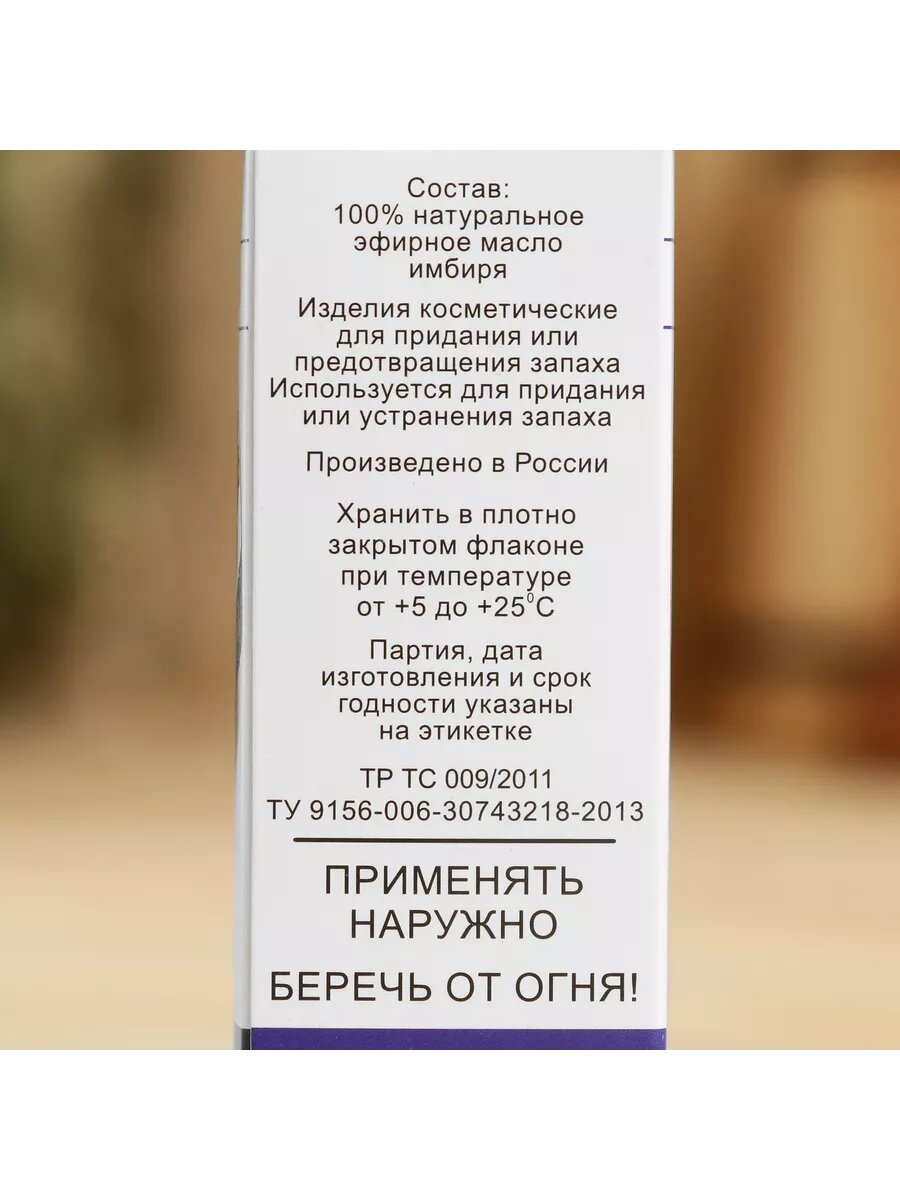 Состав:
100% натуральное
эфирное масло
имбиря
Изделия косметические
для придания или
предотвращения запаха
Используется для придания
или устранения запаха
Произведено в России
Хранить в плотно
закрытом флаконе
при температуре
от +5 до +25⁰С
Партия, дата
изготовления и срок
годности указаны
на этикетке
ТР ТС 009/2011
ТУ 9156-006-30743218-2013
ПРИМЕНЯТЬ
НАРУЖНО
БЕРЕЧЬ ОТ ОГНЯ!